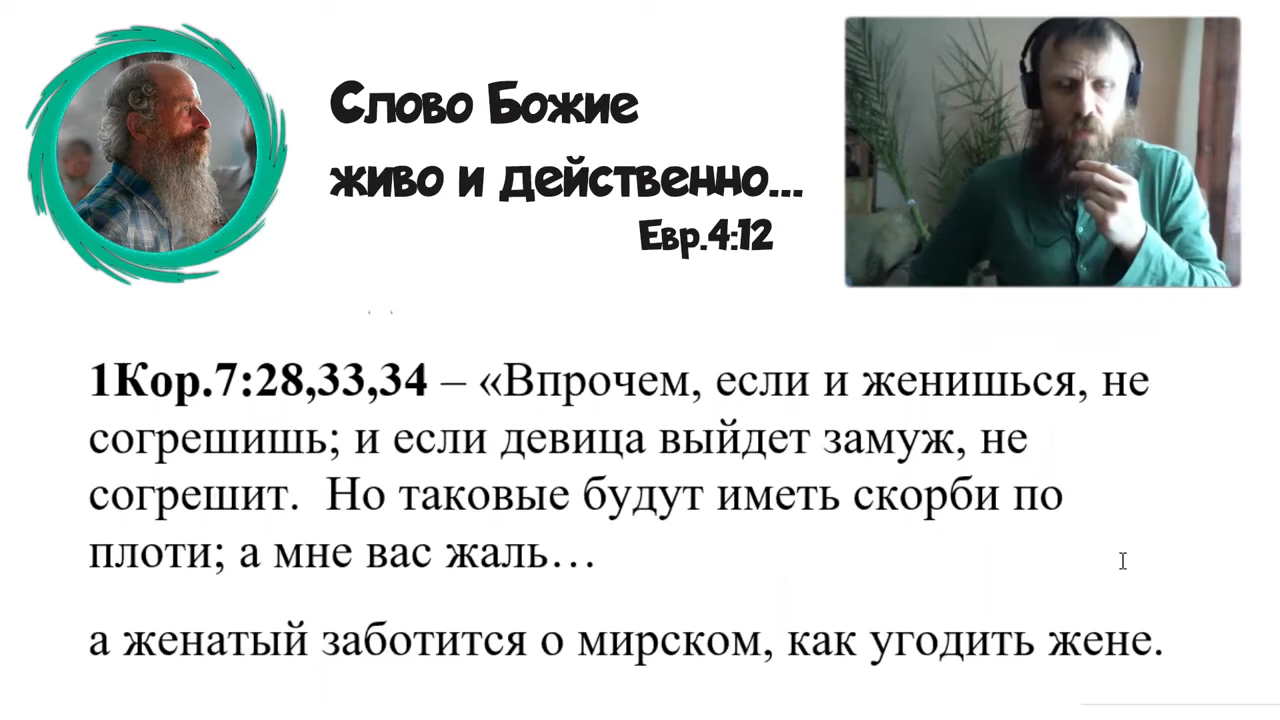 Слово Божие
живо и действенно...
Евр.4:12
1Кор.7:28,33,34 – «Впрочем, если и женишься, не
согрешишь; и если девица выйдет замуж, не
согрешит.  Но таковые будут иметь скорби по
плоти; а мне вас жаль…
а женатый заботится о мирском, как угодить жене.